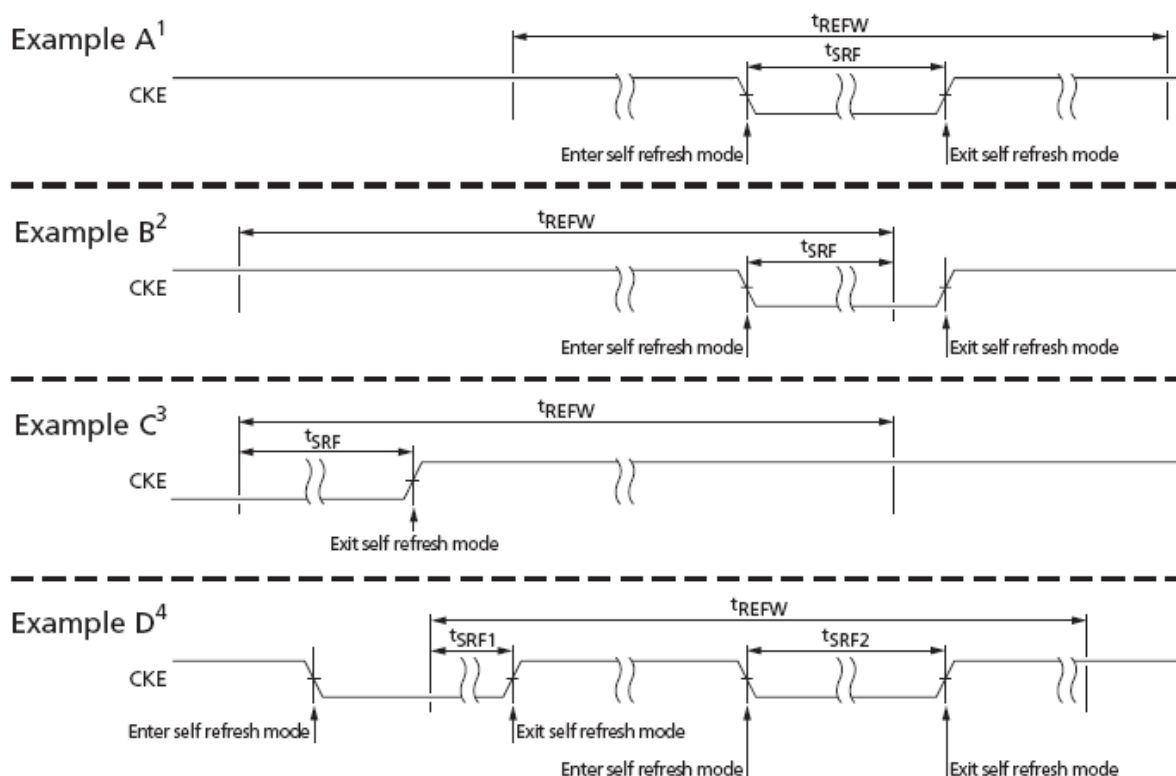 Example A¹
tREFW
tSRF
CKE
Enter self refresh mode
Exit self refresh mode
Example B²
tREFW
tSRF
CKE
Enter self refresh mode
Exit self refresh mode
Example C³
tREFW
tSRF
CKE
Exit self refresh mode
Example D⁴
tREFW
tSRF1
tSRF2
CKE
Enter self refresh mode
Exit self refresh mode
Enter self refresh mode
Exit self refresh mode